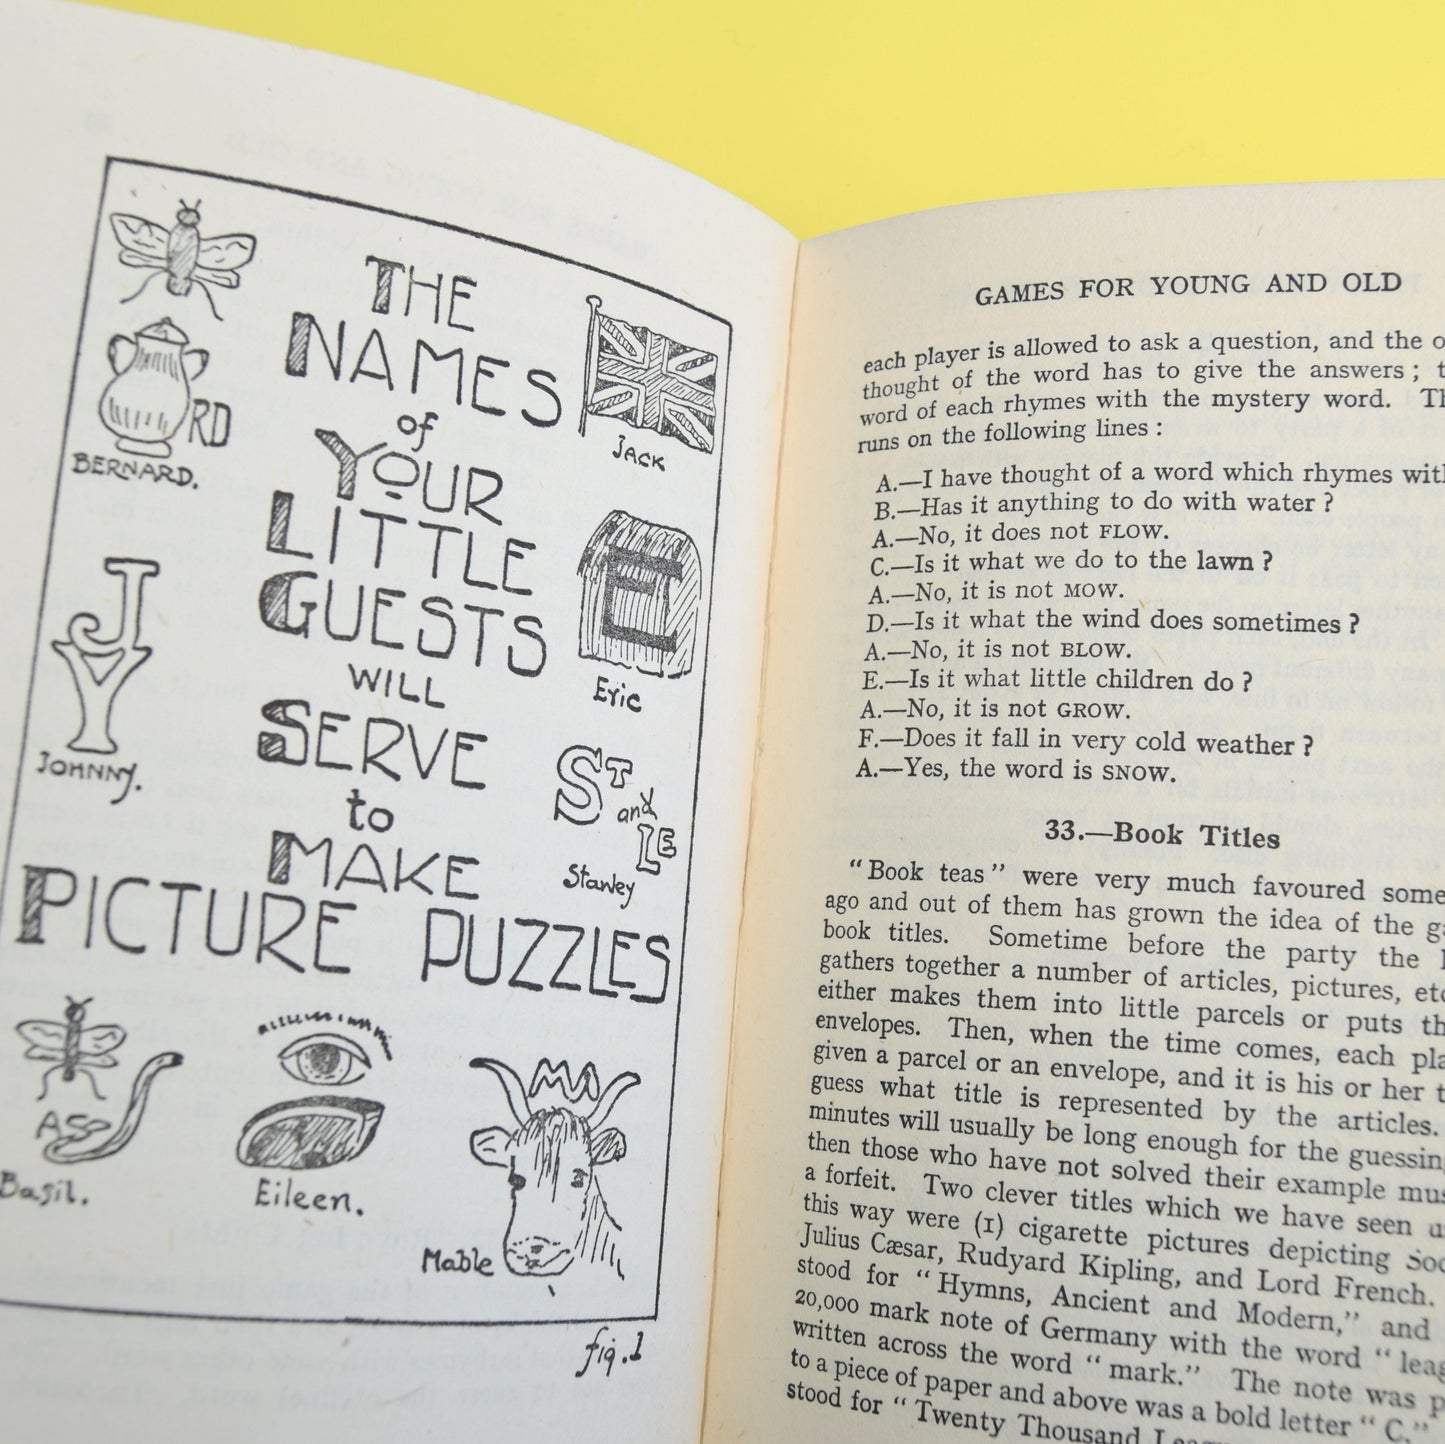 THE
NAMES
of
YOUR
LITTLE
GUESTS
WILL
SERVE
to
MAKE
PICTURE PUZZLES
RD
BERNARD.
JACK
E
Eric
J
Y
JOHNNY.
ST
and
LE
Stanley
AS
Basil.
Eileen.
MA
Mable
fig.1
GAMES FOR YOUNG AND OLD
each player is allowed to ask a question, and the
thought of the word has to give the answers;
word of each rhymes with the mystery word.
runs on the following lines:
A.—I have thought of a word which rhymes
B.—Has it anything to do with water?
A.—No, it does not FLOW.
C.—Is it what we do to the lawn?
A.—No, it is not MOW.
D.—Is it what the wind does sometimes?
A.—No, it is not BLOW.
E.—Is it what little children do?
A.—No, it is not GROW.
F.—Does it fall in very cold weather?
A.—Yes, the word is SNOW.
33.—Book Titles
"Book teas" were very much favoured some
ago and out of them has grown the idea of the
book titles. Sometime before the party the
gathers together a number of articles, pictures,
either makes them into little parcels or puts
envelopes. Then, when the time comes, each
given a parcel or an envelope, and it is his or her
guess what title is represented by the articles.
minutes will usually be long enough for the
then those who have not solved their example
a forfeit. Two clever titles which we have seen
this way were (1) cigarette pictures depicting
Julius Cæsar, Rudyard Kipling, and Lord French.
stood for "Hymns, Ancient and Modern," and
20,000 mark note of Germany with the word
written across the word "mark." The note was
to a piece of paper and above was a bold letter "C."
stood for "Twenty Thousand